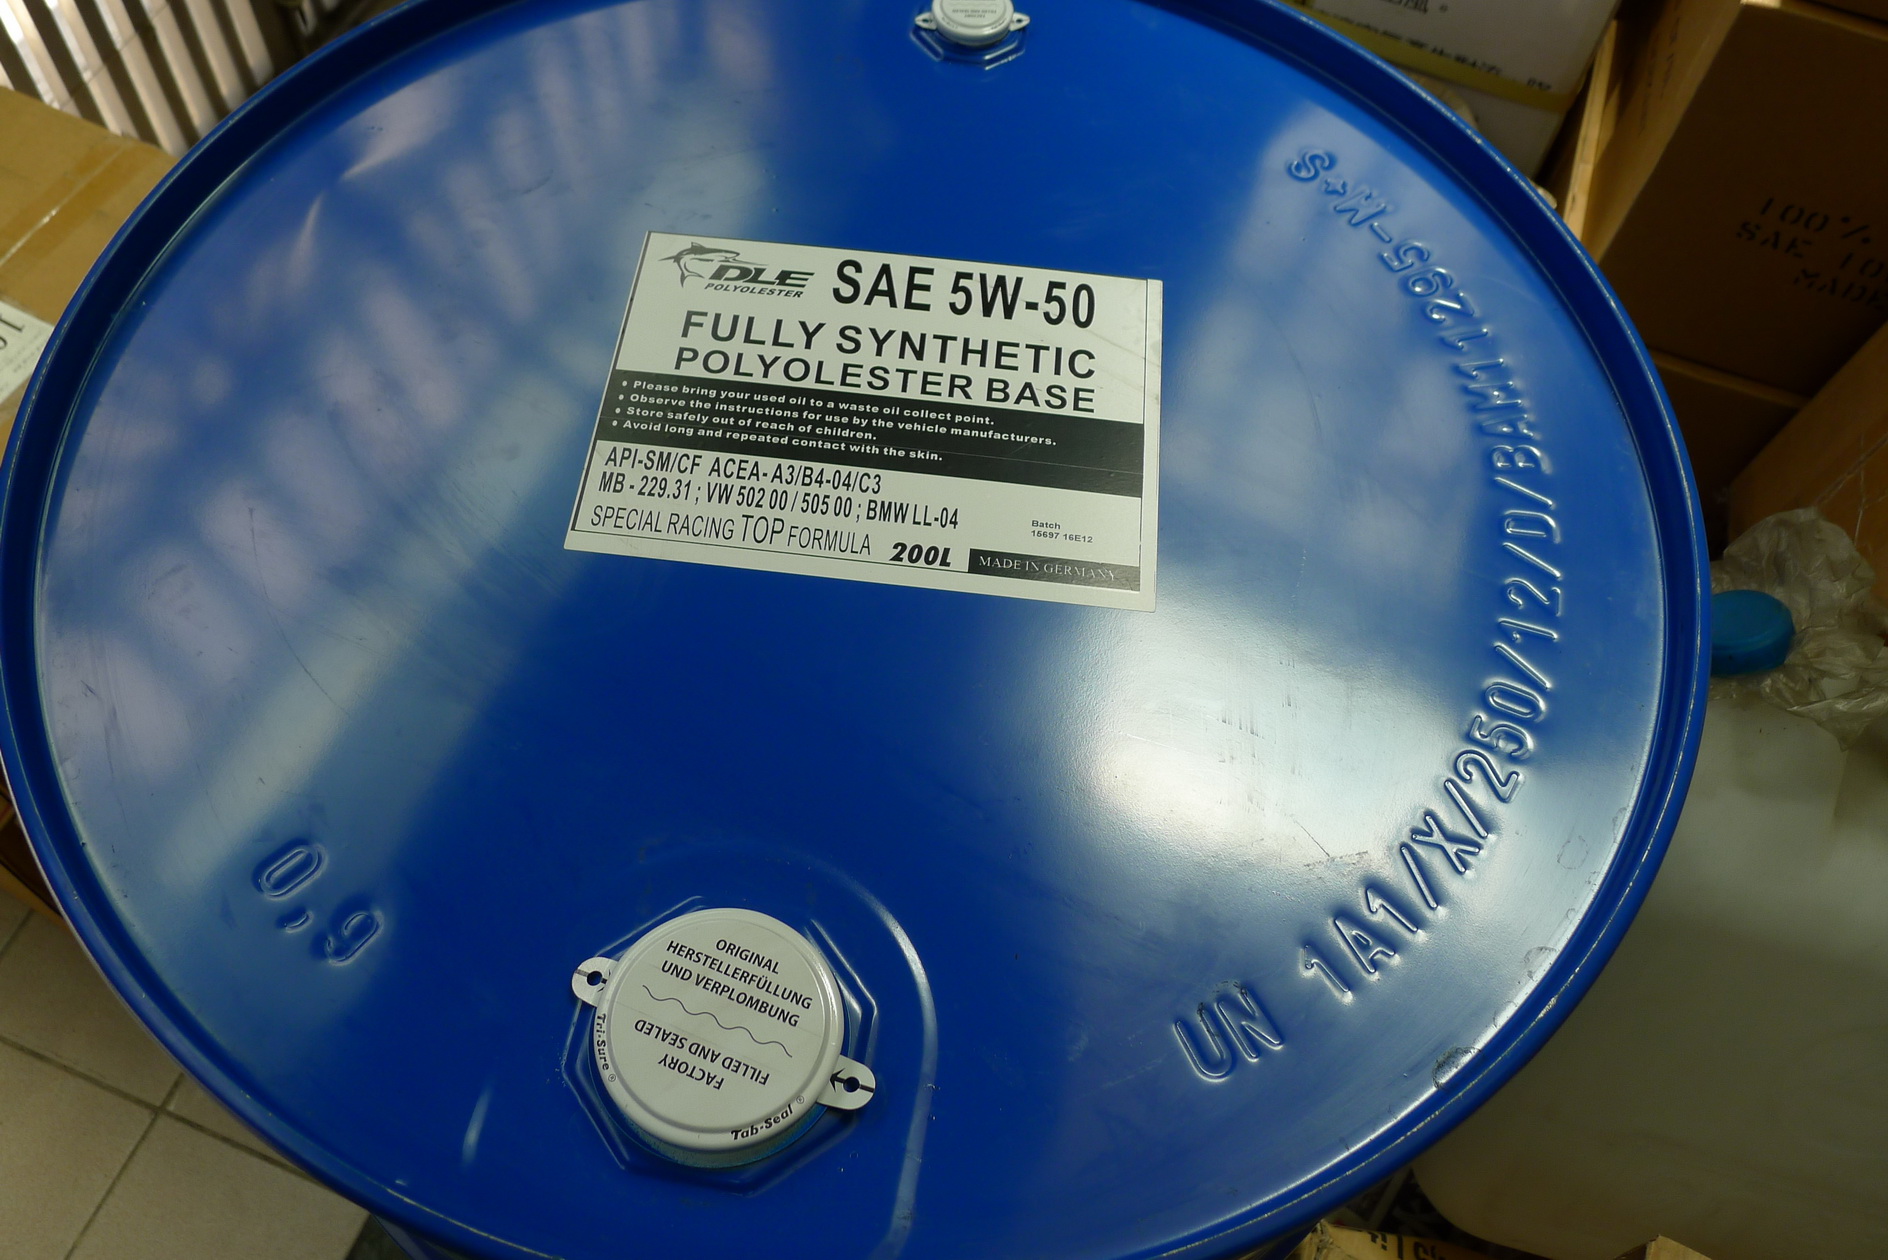 DLE
POLYOLESTER
SAE 5W-50
FULLY SYNTHETIC
POLYOLESTER BASE
• Please bring your used oil to a waste oil collect point.
• Observe the instructions for use by the vehicle manufacturers.
• Store safely out of reach of children.
• Avoid long and repeated contact with the skin.
API-SM/CF ACEA-A3/B4-04/C3
MB-229.31; VW 502 00 / 505 00; BMW LL-04
SPECIAL RACING TOP FORMULA
200L
Batch
15697 16E12
MADE IN GERMANY
UN 1A1/X/250/12/D/BAM11295-M+S
0,9
ORIGINAL
HERSTELLERFÜLLUNG
UND VERPLOMBUNG
FACTORY
FILLED AND SEALED
Tri-Sure®
Tab-Seal®
100%
SAE 10
MADE